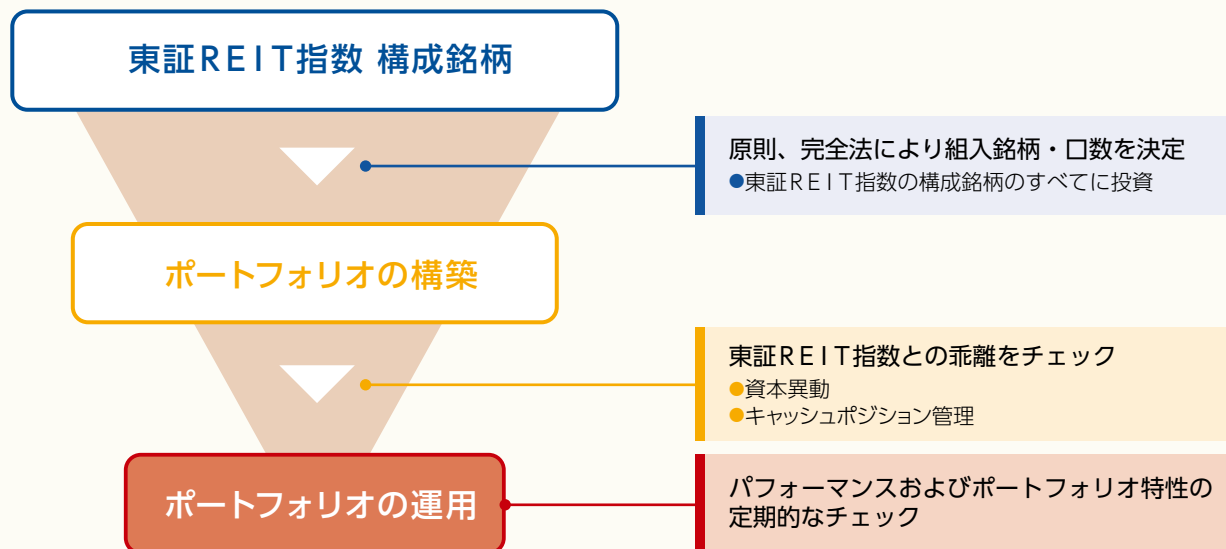 東証REIT指数 構成銘柄
原則、完全法により組入銘柄・口数を決定
●東証REIT指数の構成銘柄のすべてに投資
ポートフォリオの構築
東証REIT指数との乖離をチェック
●資本異動
●キャッシュポジション管理
ポートフォリオの運用
パフォーマンスおよびポートフォリオ特性の
定期的なチェック